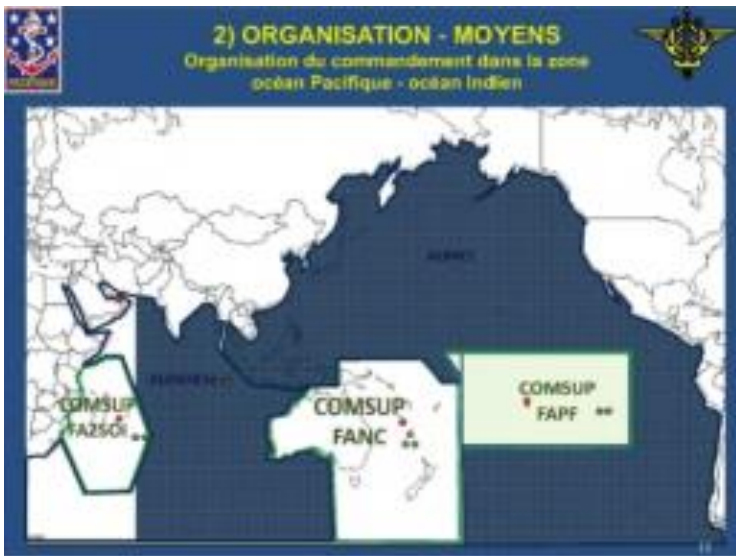 2) ORGANISATION - MOYENS
Organisation du commandement dans la zone
océan Pacifique - océan Indien
ALPACI
COMSUP
FAZSOI
COMSUP
FANC
COMSUP
FAPF